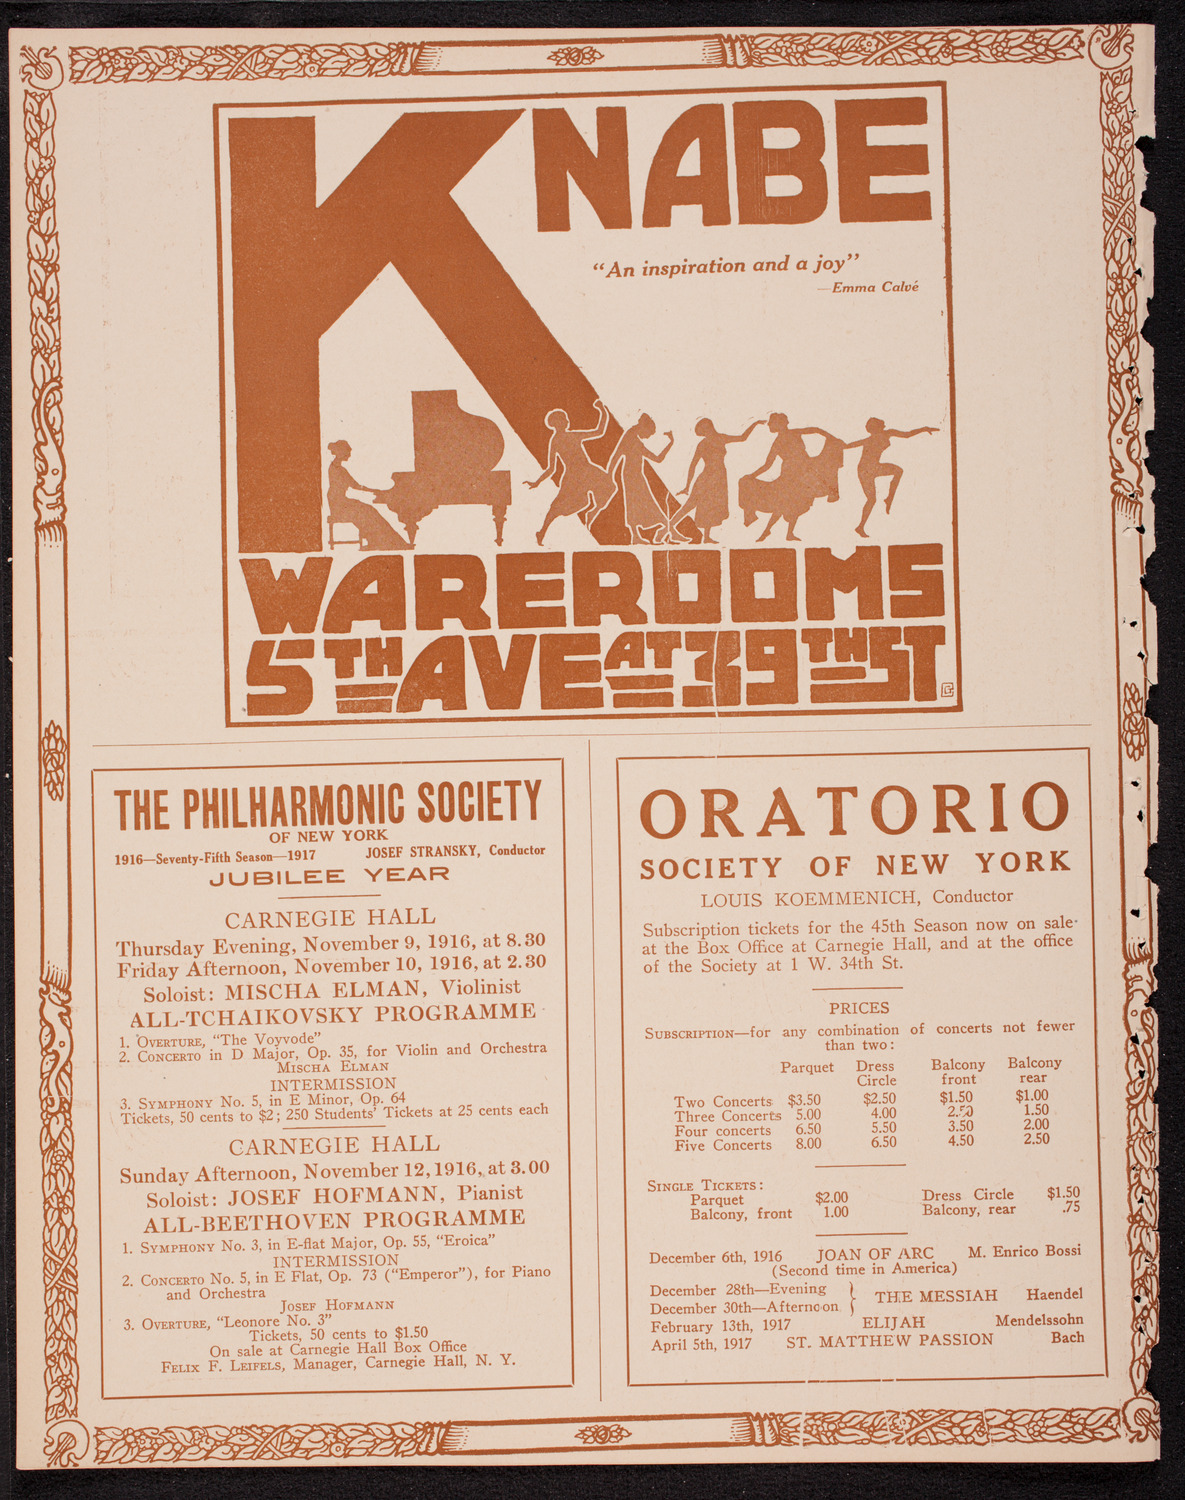 KNABE
“An inspiration and a joy”
—Emma Calvé
WAREROOMS
5TH AVE AT 39TH ST
THE PHILHARMONIC SOCIETY
OF NEW YORK
1916—Seventy-Fifth Season—1917 JOSEF STRANSKY, Conductor
JUBILEE YEAR
CARNEGIE HALL
Thursday Evening, November 9, 1916, at 8.30
Friday Afternoon, November 10, 1916, at 2.30
Soloist: MISCHA ELMAN, Violinist
ALL-TCHAIKOVSKY PROGRAMME
1. OVERTURE, “The Voyvode”
2. CONCERTO in D Major, Op. 35, for Violin and Orchestra
MISCHA ELMAN
INTERMISSION
3. SYMPHONY No. 5, in E Minor, Op. 64
Tickets, 50 cents to $2; 250 Students’ Tickets at 25 cents each
CARNEGIE HALL
Sunday Afternoon, November 12, 1916, at 3.00
Soloist: JOSEF HOFMANN, Pianist
ALL-BEETHOVEN PROGRAMME
1. SYMPHONY No. 3, in E-flat Major, Op. 55, “Eroica”
INTERMISSION
2. CONCERTO No. 5, in E Flat, Op. 73 (“Emperor”), for Piano
and Orchestra
JOSEF HOFMANN
3. OVERTURE, “Leonore No. 3”
Tickets, 50 cents to $1.50
On sale at Carnegie Hall Box Office
FELIX F. LEIFELS, Manager, Carnegie Hall, N. Y.
ORATORIO
SOCIETY OF NEW YORK
LOUIS KOEMMENICH, Conductor
Subscription tickets for the 45th Season now on sale
at the Box Office at Carnegie Hall, and at the office
of the Society at 1 W. 34th St.
PRICES
SUBSCRIPTION—for any combination of concerts not fewer
than two:
Parquet Dress Balcony Balcony
Circle front rear
Two Concerts $3.50 $2.50 $1.50 $1.00
Three Concerts 5.00 4.00 2.50 1.50
Four concerts 6.50 5.50 3.50 2.00
Five Concerts 8.00 6.50 4.50 2.50
SINGLE TICKETS:
Parquet $2.00 Dress Circle $1.50
Balcony, front 1.00 Balcony, rear .75
December 6th, 1916 JOAN OF ARC M. Enrico Bossi
(Second time in America)
December 28th—Evening
December 30th—Afternoon } THE MESSIAH Haendel
February 13th, 1917 ELIJAH Mendelssohn
April 5th, 1917 ST. MATTHEW PASSION Bach